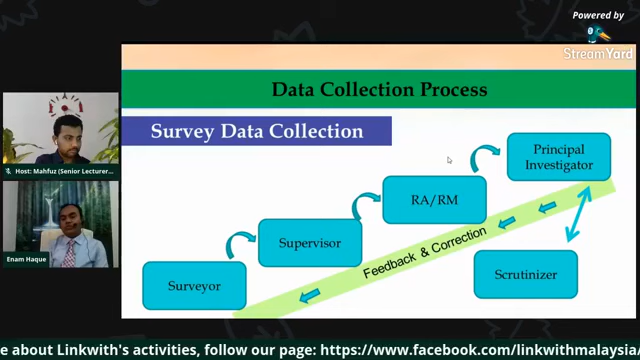 Powered by
StreamYard
Data Collection Process
Survey Data Collection
Principal
Investigator
RA/RM
Supervisor
Surveyor
Feedback & Correction
Scrutinizer
Host: Mahfuz (Senior Lecturer...
Enam Haque
e about Linkwith's activities, follow our page: https://www.facebook.com/linkwithmalaysia/